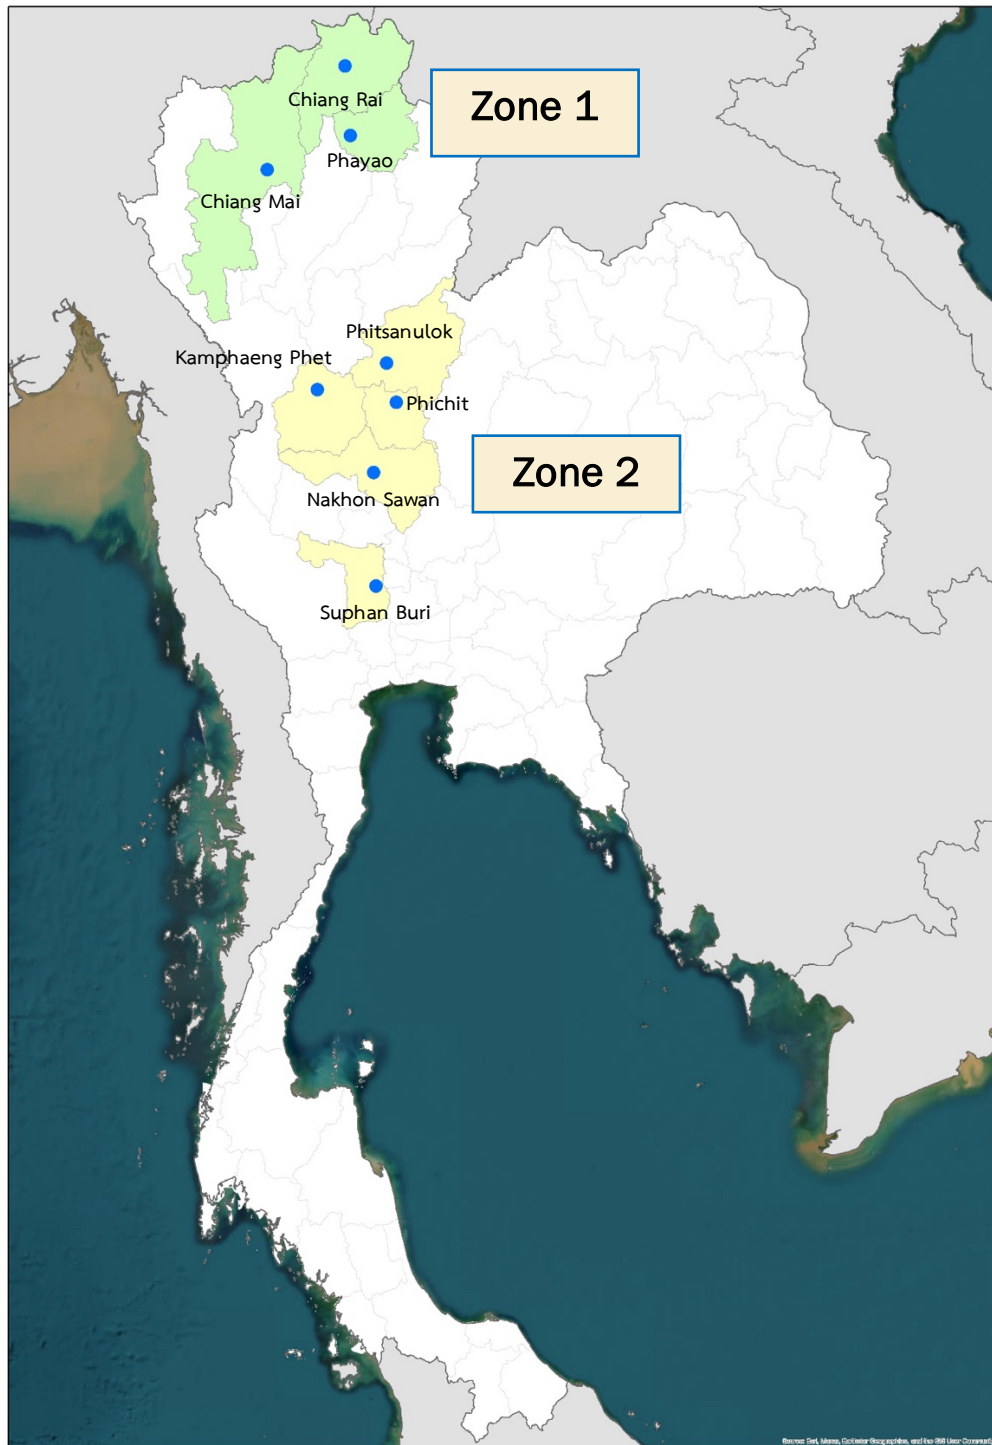 Chiang Rai
Zone 1
Phayao
Chiang Mai
Phitsanulok
Kamphaeng Phet
Phichit
Zone 2
Nakhon Sawan
Suphan Buri